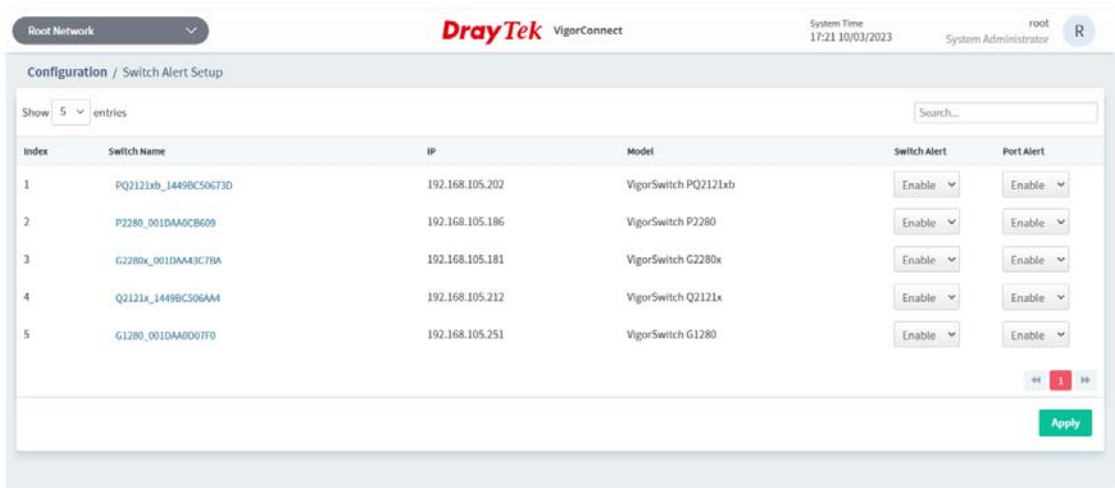 Root Network
DrayTek VigorConnect
System Time
17:21 10/03/2023
root
System Administrator
R
Configuration / Switch Alert Setup
Show 5 entries
Search...
Index Switch Name IP Model Switch Alert Port Alert
1 PQ2121xb_1449BC50673D 192.168.105.202 VigorSwitch PQ2121xb Enable Enable
2 P2280_001DAA0CB609 192.168.105.186 VigorSwitch P2280 Enable Enable
3 G2280x_001DAA43C7BA 192.168.105.181 VigorSwitch G2280x Enable Enable
4 Q2121x_1449BC506AA4 192.168.105.212 VigorSwitch Q2121x Enable Enable
5 G1280_001DAA0D07F0 192.168.105.251 VigorSwitch G1280 Enable Enable
1
Apply